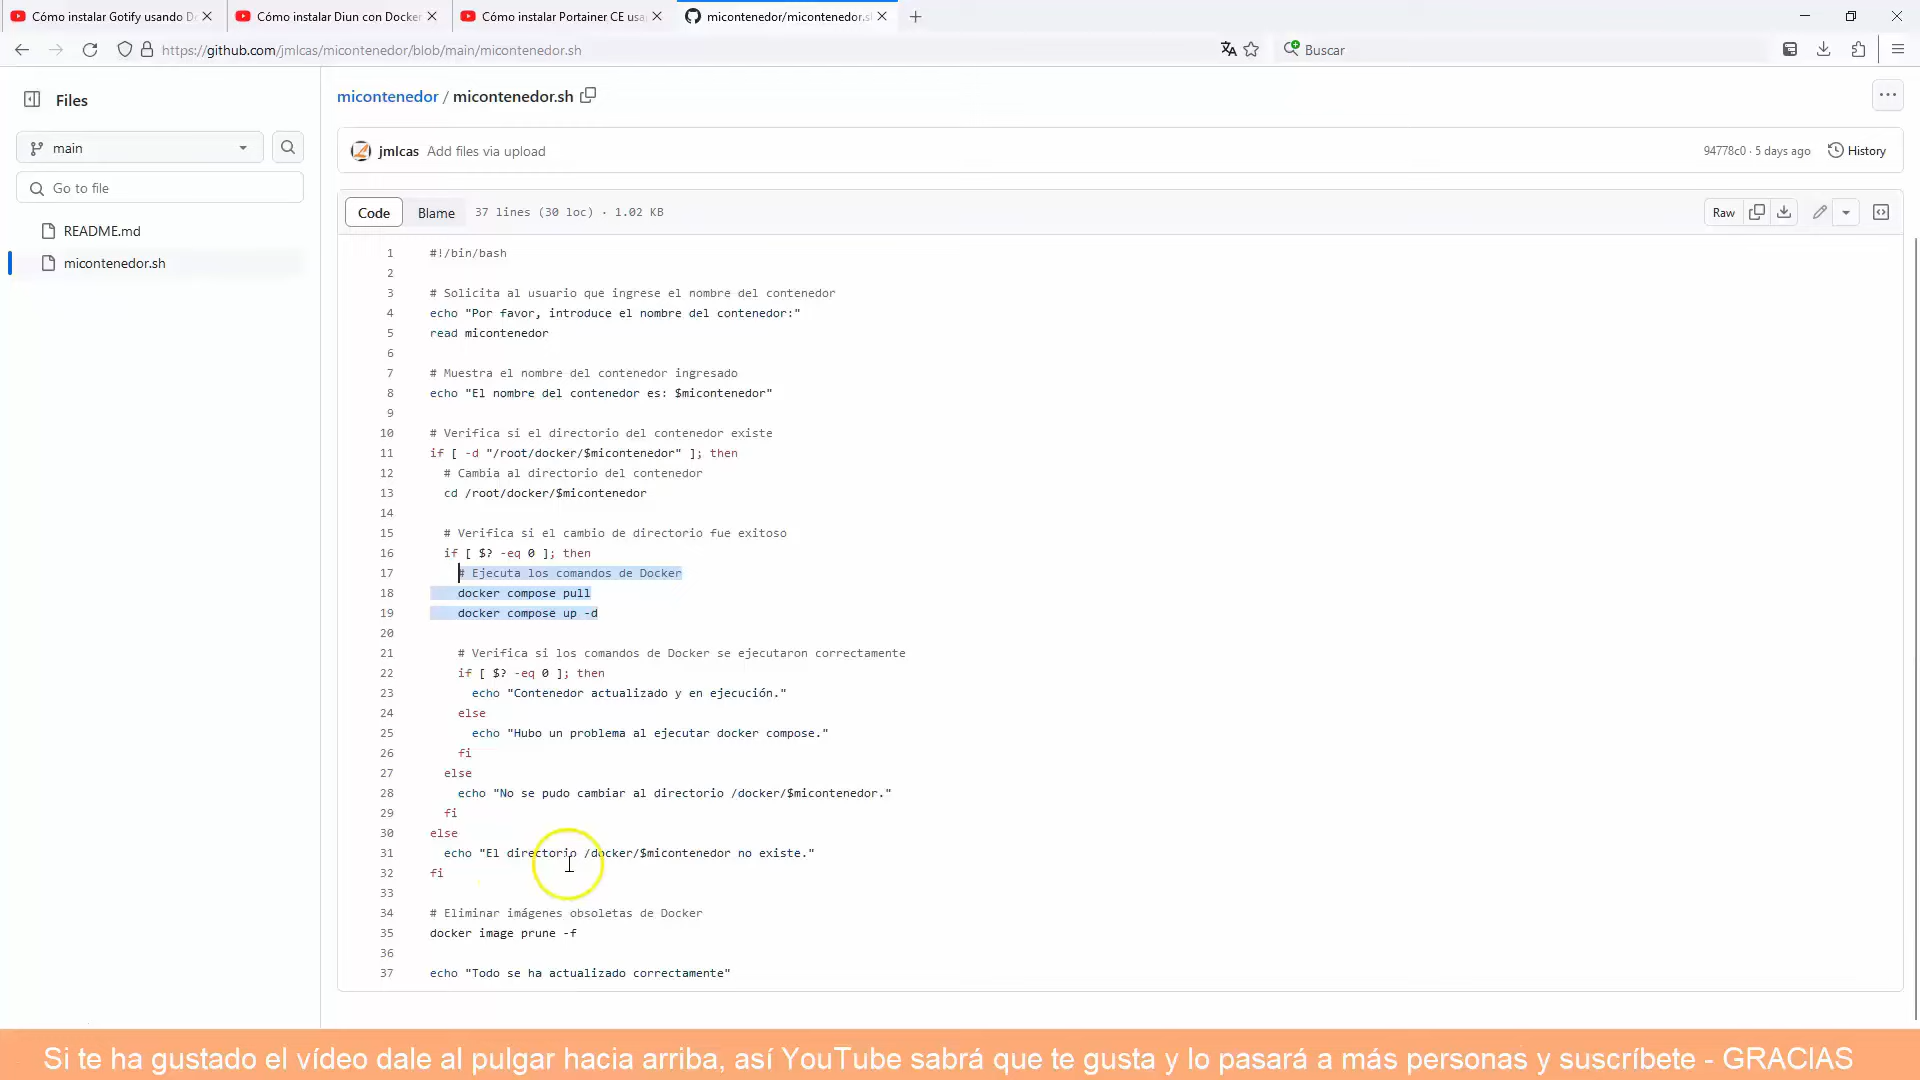 Cómo instalar Gotify usando D
Cómo instalar Diun con Docker
Cómo instalar Portainer CE usa
micontenedor/micontenedor.s
https://github.com/jmlcas/micontenedor/blob/main/micontenedor.sh
Buscar
Files
micontenedor / micontenedor.sh
main
jmlcas Add files via upload
94778c0 · 5 days ago
History
Go to file
Code
Blame
37 lines (30 loc) · 1.02 KB
Raw
README.md
micontenedor.sh
1 #!/bin/bash
2
3 # Solicita al usuario que ingrese el nombre del contenedor
4 echo "Por favor, introduce el nombre del contenedor:"
5 read micontenedor
6
7 # Muestra el nombre del contenedor ingresado
8 echo "El nombre del contenedor es: $micontenedor"
9
10 # Verifica si el directorio del contenedor existe
11 if [ -d "/root/docker/$micontenedor" ]; then
12 # Cambia al directorio del contenedor
13 cd /root/docker/$micontenedor
14
15 # Verifica si el cambio de directorio fue exitoso
16 if [ $? -eq 0 ]; then
17 # Ejecuta los comandos de Docker
18 docker compose pull
19 docker compose up -d
20
21 # Verifica si los comandos de Docker se ejecutaron correctamente
22 if [ $? -eq 0 ]; then
23 echo "Contenedor actualizado y en ejecución."
24 else
25 echo "Hubo un problema al ejecutar docker compose."
26 fi
27 else
28 echo "No se pudo cambiar al directorio /docker/$micontenedor."
29 fi
30 else
31 echo "El directorio /docker/$micontenedor no existe."
32 fi
33
34 # Eliminar imágenes obsoletas de Docker
35 docker image prune -f
36
37 echo "Todo se ha actualizado correctamente"
Si te ha gustado el vídeo dale al pulgar hacia arriba, así YouTube sabrá que te gusta y lo pasará a más personas y suscríbete - GRACIAS